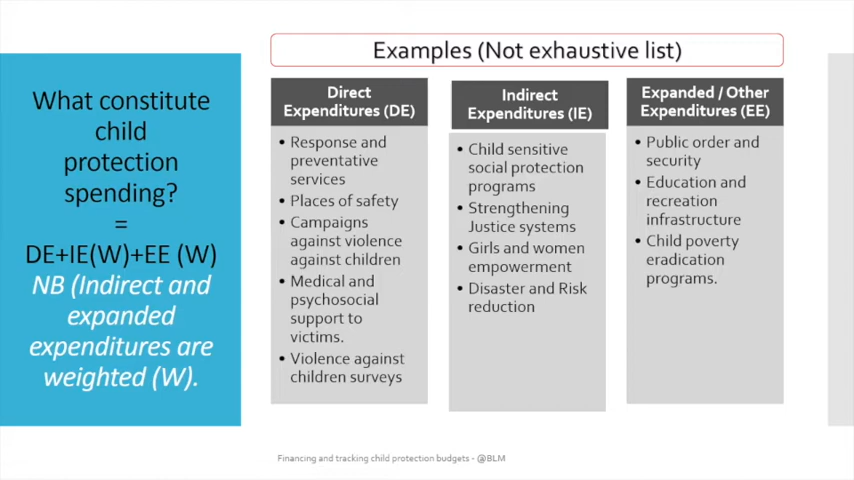 Examples (Not exhaustive list)
What constitute
child
protection
spending?
=
DE+IE(W)+EE (W)
NB (Indirect and
expanded
expenditures are
weighted (W).
Direct
Expenditures (DE)
• Response and
preventative
services
• Places of safety
• Campaigns
against violence
against children
• Medical and
psychosocial
support to
victims.
• Violence against
children surveys
Indirect
Expenditures (IE)
• Child sensitive
social protection
programs
• Strengthening
Justice systems
• Girls and women
empowerment
• Disaster and Risk
reduction
Expanded / Other
Expenditures (EE)
• Public order and
security
• Education and
recreation
infrastructure
• Child poverty
eradication
programs.
Financing and tracking child protection budgets - @BLM